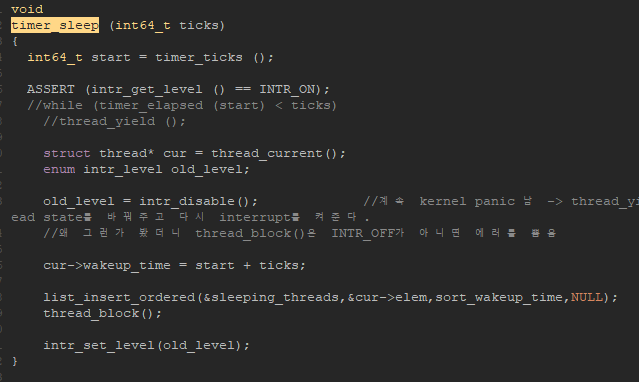 void
timer_sleep (int64_t ticks)
{
int64_t start = timer_ticks ();
ASSERT (intr_get_level () == INTR_ON);
//while (timer_elapsed (start) < ticks)
//thread_yield ();
struct thread* cur = thread_current();
enum intr_level old_level;
old_level = intr_disable(); //계속 kernel panic 남 -> thread_yi
ead state를 바꿔주고 다시 interrupt를 켜준다.
//왜 그런가 봤더니 thread_block()은 INTR_OFF가 아니면 에러를 뿜음
cur->wakeup_time = start + ticks;
list_insert_ordered(&sleeping_threads,&cur->elem,sort_wakeup_time,NULL);
thread_block();
intr_set_level(old_level);
}